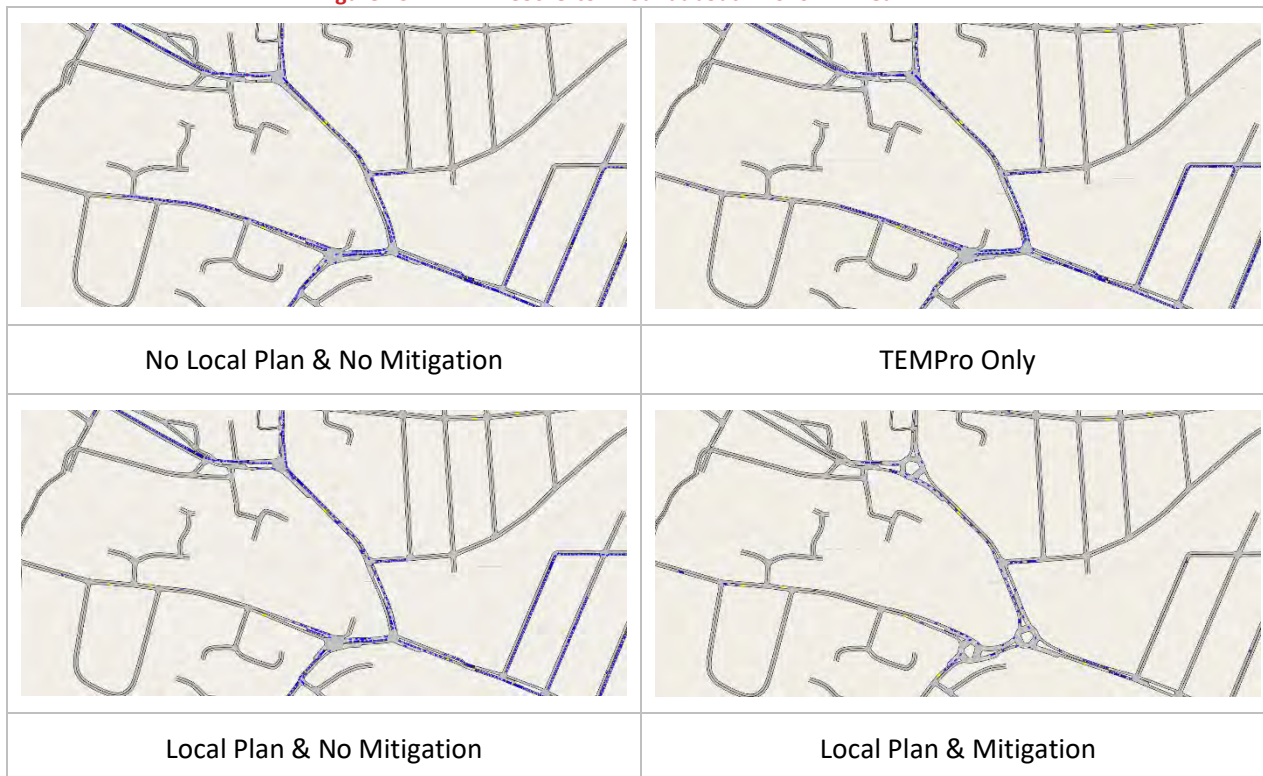 No Local Plan & No Mitigation
TEMPro Only
Local Plan & No Mitigation
Local Plan & Mitigation